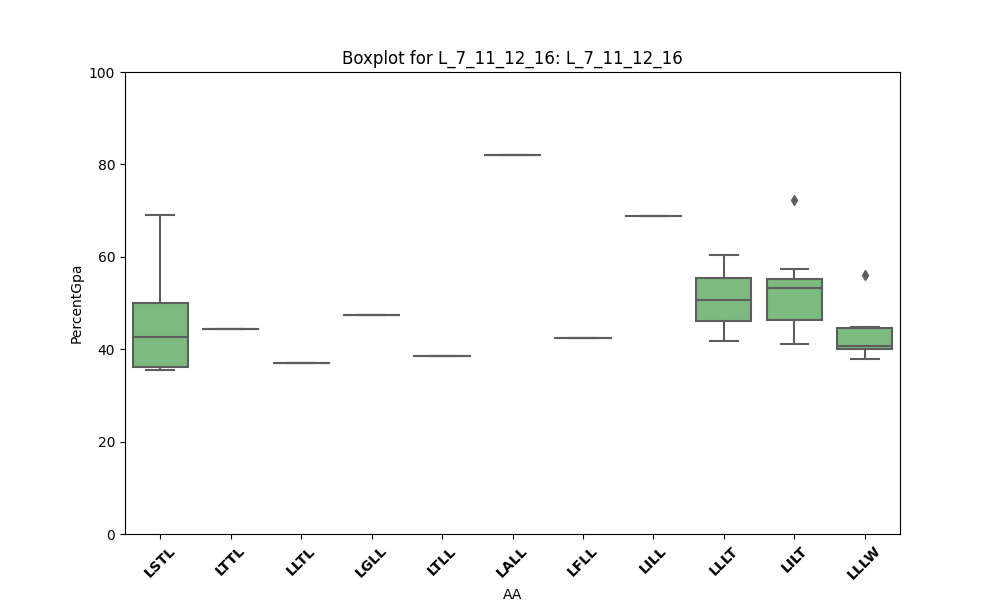 Boxplot for L_7_11_12_16: L_7_11_12_16
PercentGpa
100
80
60
40
20
0
LSTL LTTL LLTL LGLL LTLL LALL LFLL LILL LLLT LILT LLLW
AA